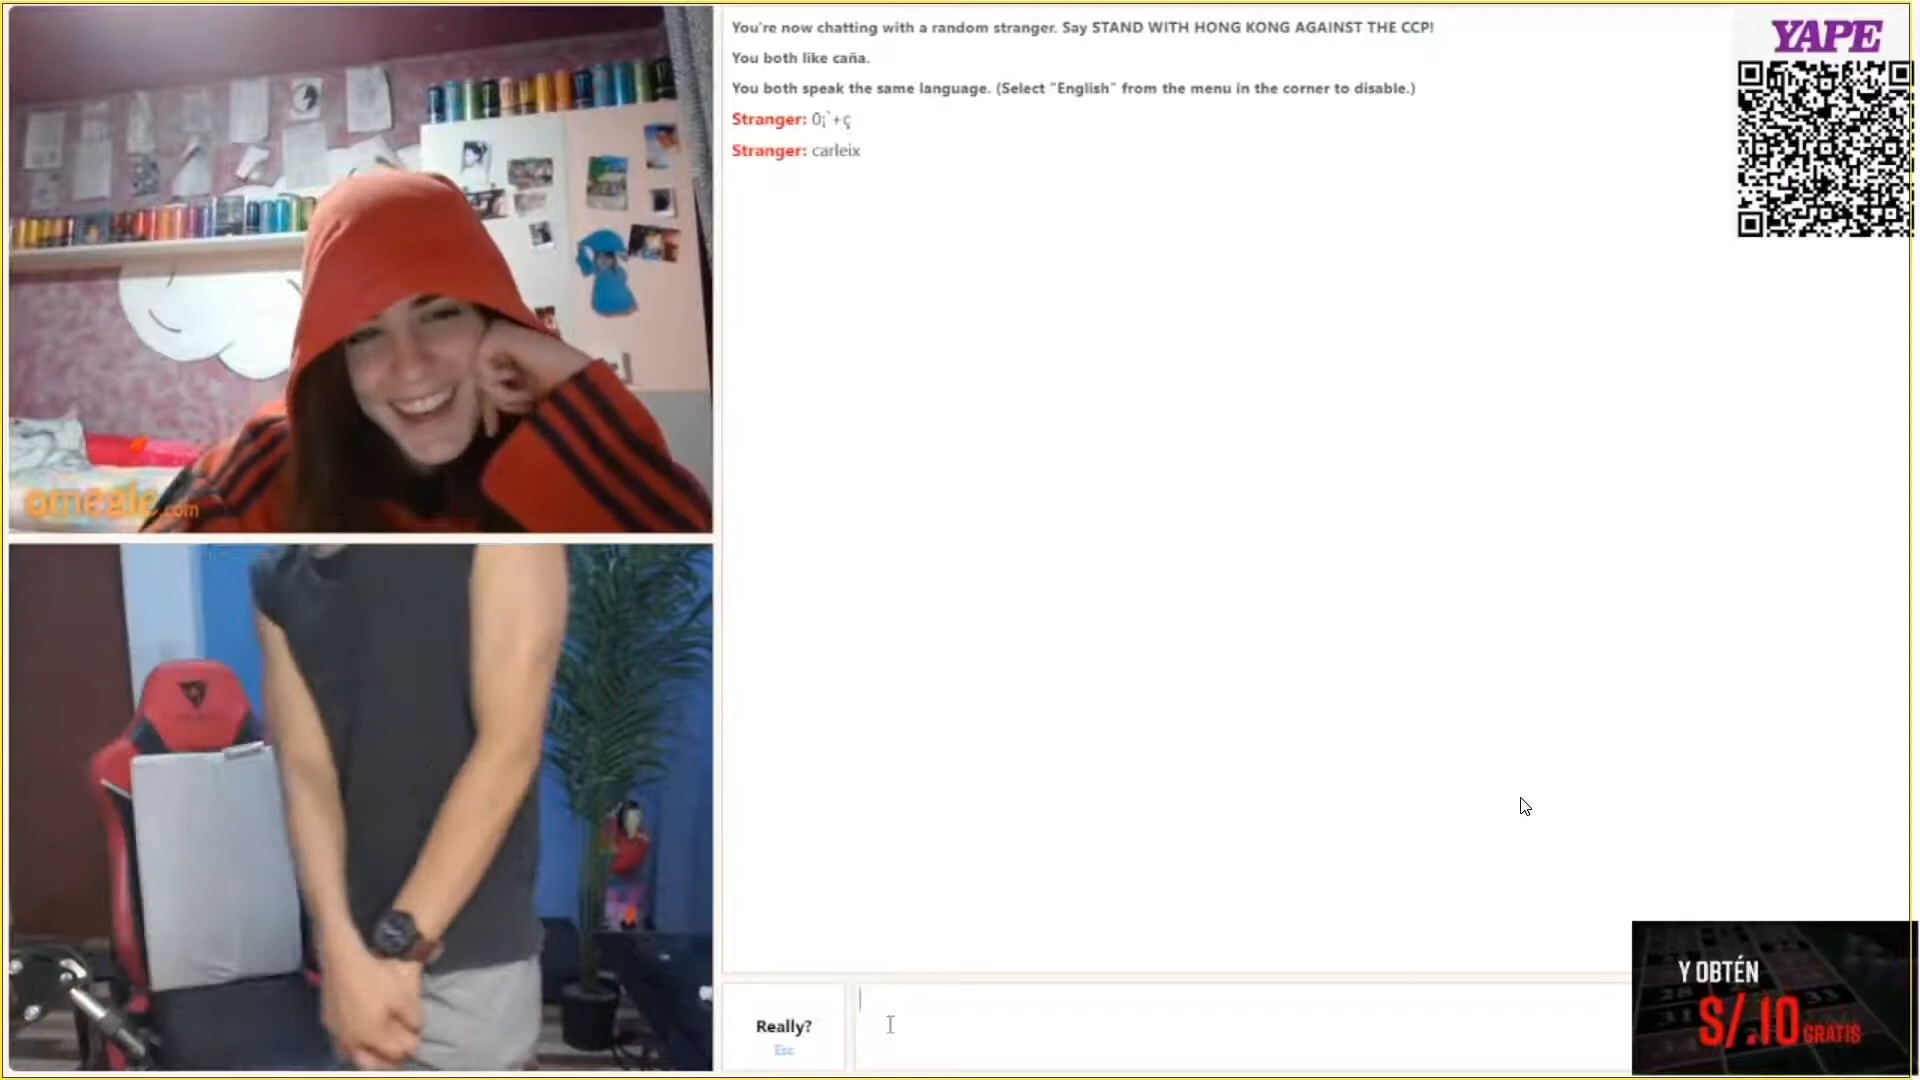 You're now chatting with a random stranger. Say STAND WITH HONG KONG AGAINST THE CCP!
You both like caña.
You both speak the same language. (Select "English" from the menu in the corner to disable.)
Stranger: 0¡`+ç
Stranger: carleix
YAPE
omegle.com
Really?
Esc
Y OBTÉN
S/.10 GRATIS